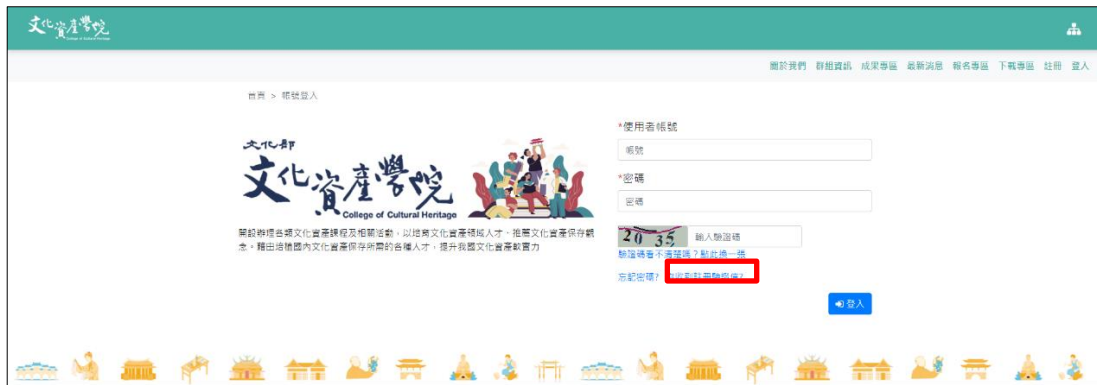 文化資產學院
College of Cultural Heritage
關於我們 群組資訊 成果專區 最新消息 報名專區 下載專區 註冊 登入
首頁 > 帳號登入
文化部
文化資產學院
College of Cultural Heritage
開設辦理各類文化資產課程及相關活動，以培育文化資產領域人才、推薦文化資產保存觀
念。藉由培植國內文化資產保存所需的各種人才，提升我國文化資產軟實力
*使用者帳號
帳號
*密碼
密碼
20 35 輸入驗證碼
驗證碼看不清楚嗎？點此換一張
忘記密碼?
登入